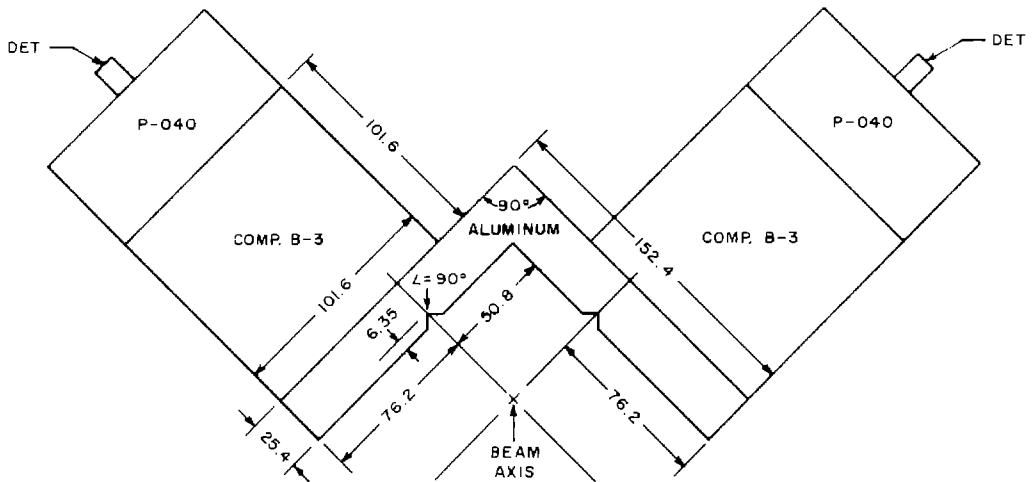 DET
DET
P-040
P-040
101.6
90°
ALUMINUM
COMP. B-3
COMP. B-3
152.4
L=90°
101.6
50.8
6.35
76.2
76.2
25.4
BEAM
AXIS